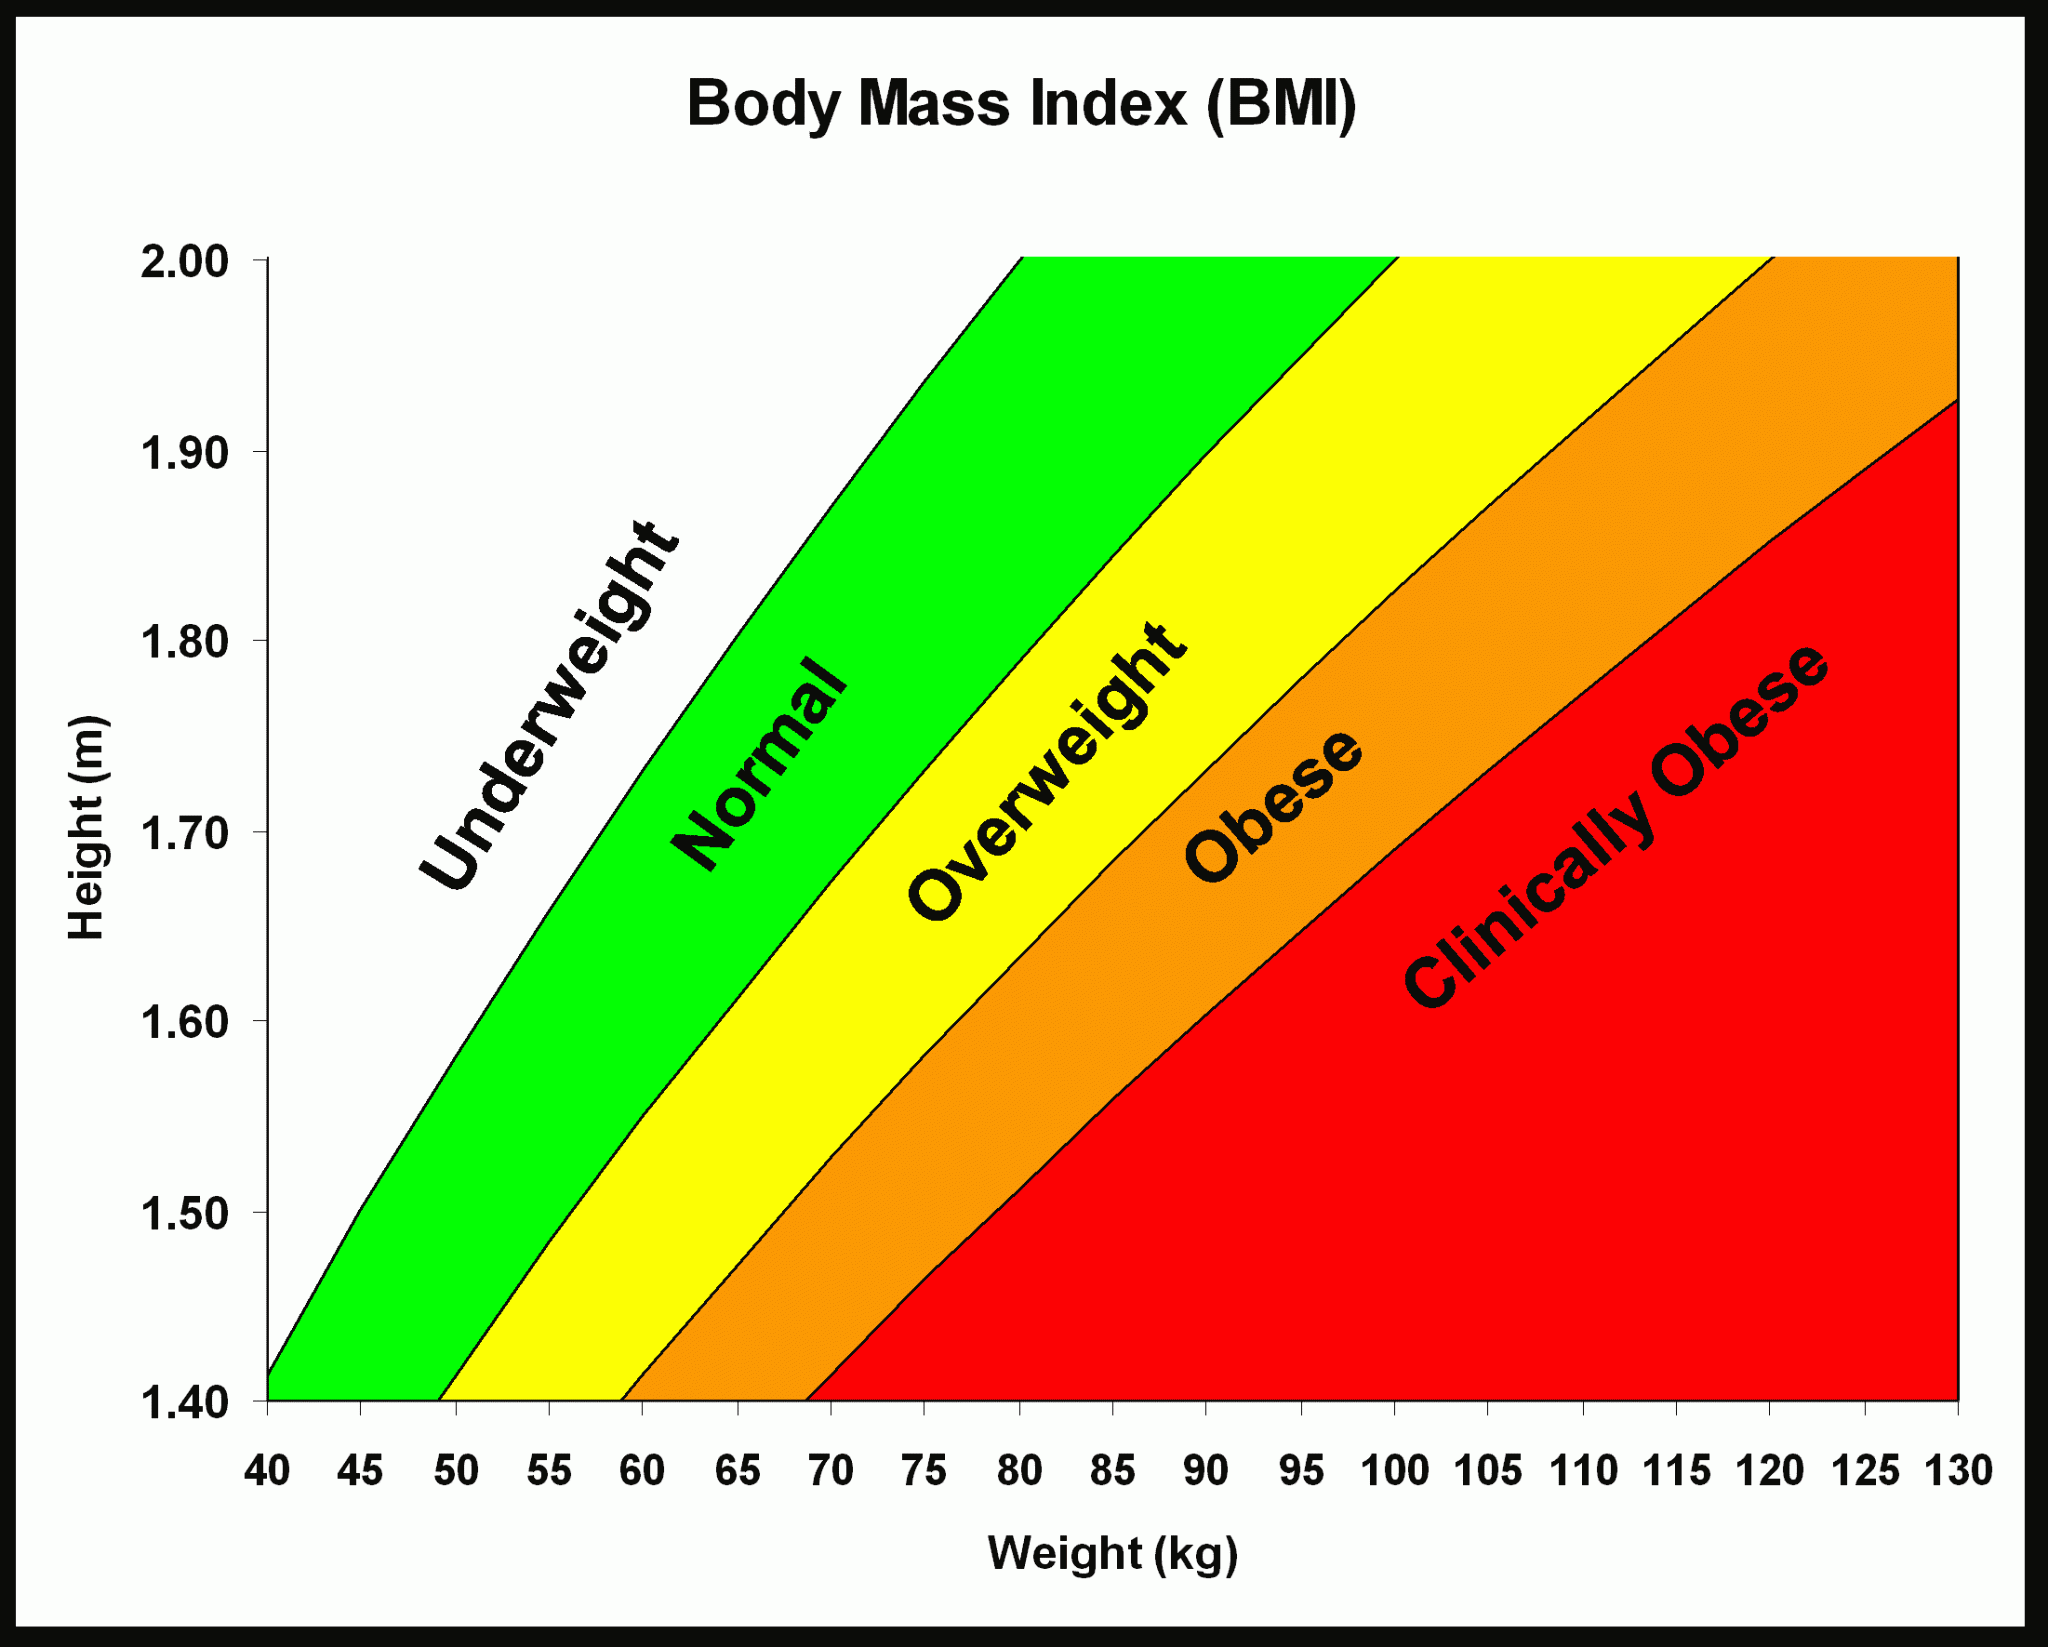 Body Mass Index (BMI)
2.00
1.90
1.80
1.70
1.60
1.50
1.40
Height (m)
Underweight
Normal
Overweight
Obese
Clinically Obese
40 45 50 55 60 65 70 75 80 85 90 95 100 105 110 115 120 125 130
Weight (kg)